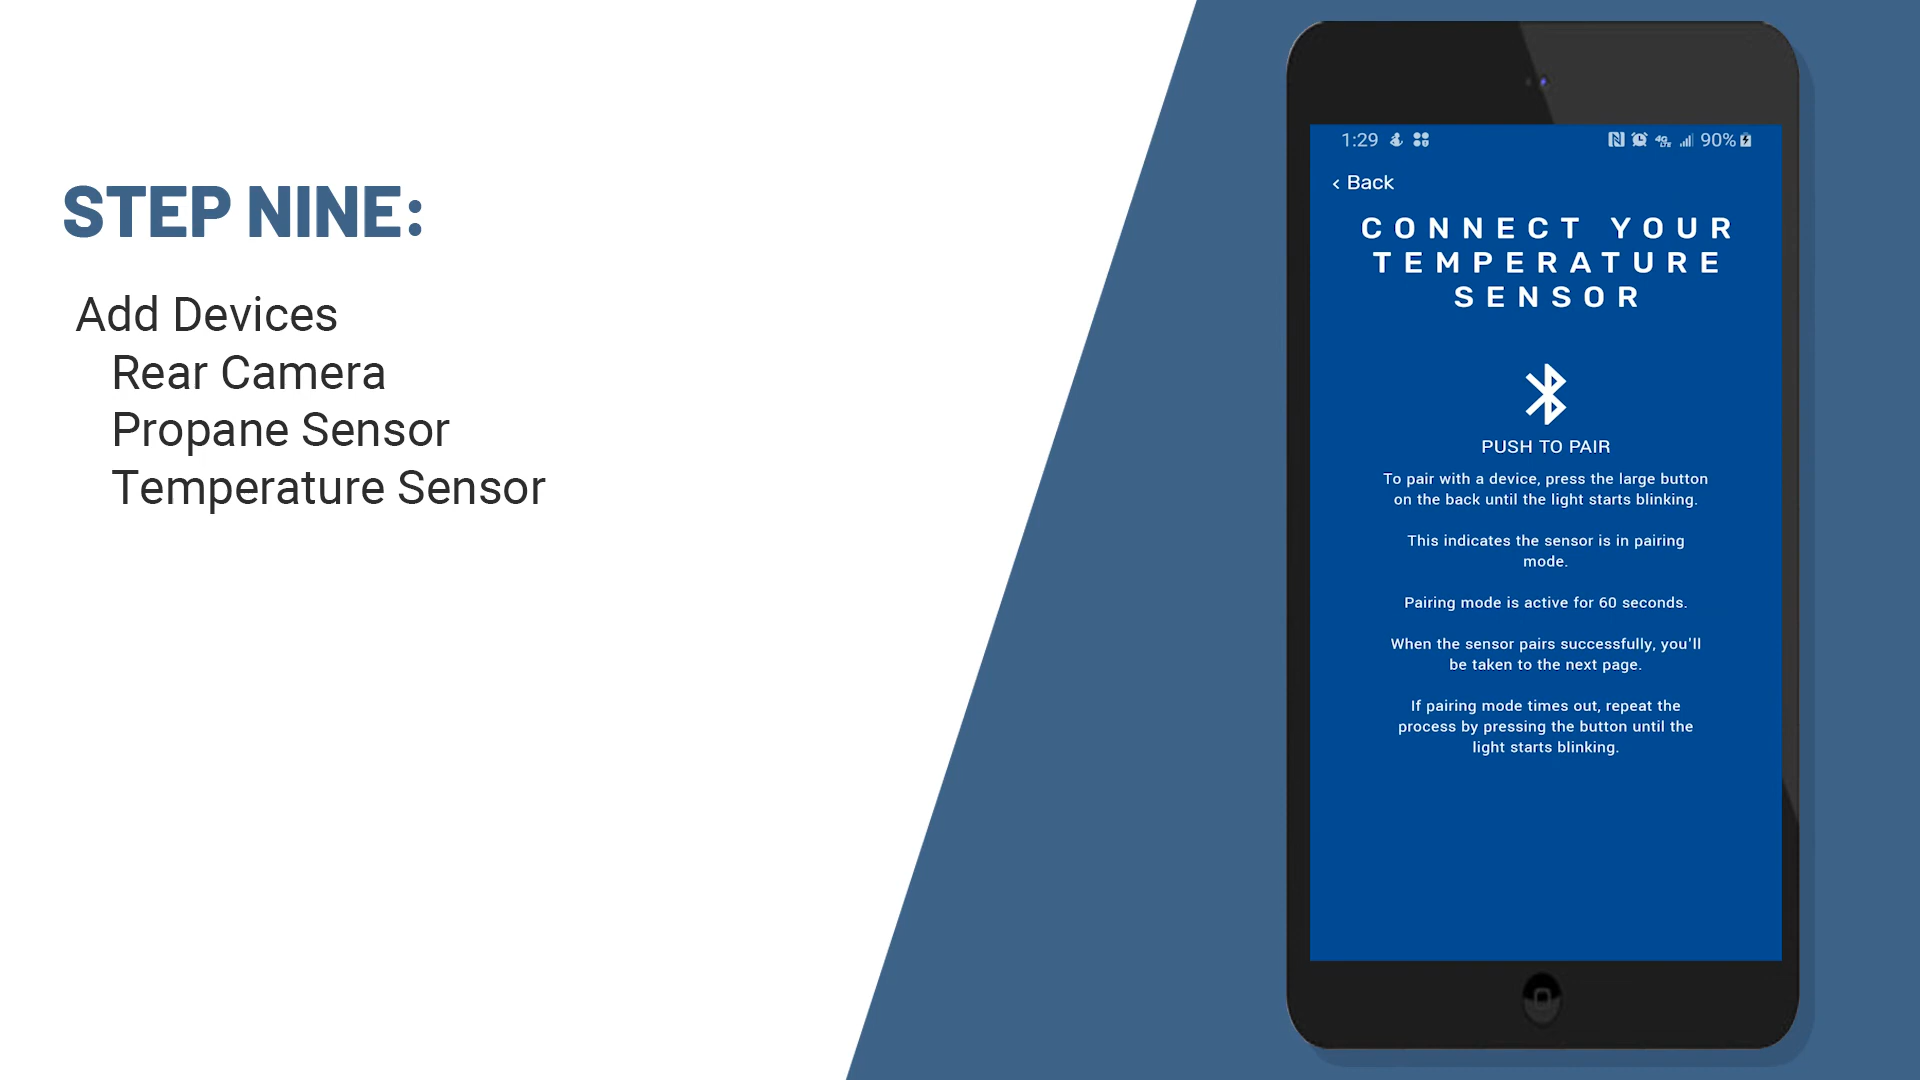 STEP NINE:
Add Devices
Rear Camera
Propane Sensor
Temperature Sensor
1:29
4G LTE 90%
‹ Back
CONNECT YOUR
TEMPERATURE
SENSOR
PUSH TO PAIR
To pair with a device, press the large button
on the back until the light starts blinking.
This indicates the sensor is in pairing
mode.
Pairing mode is active for 60 seconds.
When the sensor pairs successfully, you'll
be taken to the next page.
If pairing mode times out, repeat the
process by pressing the button until the
light starts blinking.